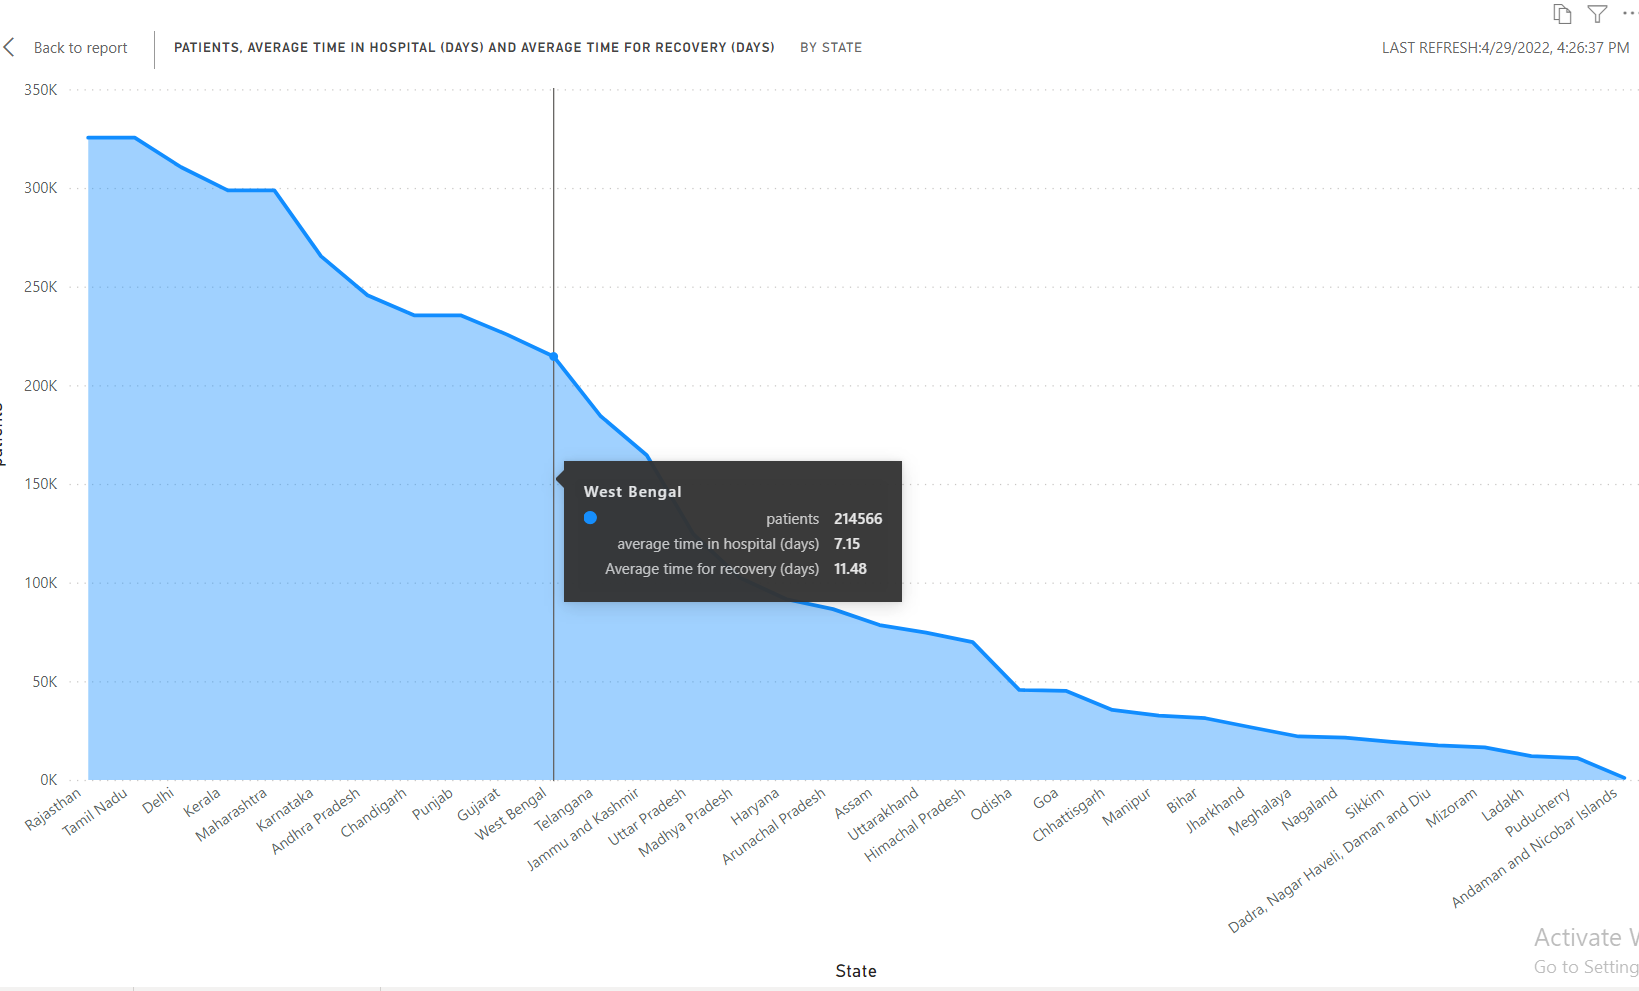 Back to report
PATIENTS, AVERAGE TIME IN HOSPITAL (DAYS) AND AVERAGE TIME FOR RECOVERY (DAYS)
BY STATE
LAST REFRESH:4/29/2022, 4:26:37 PM
350K
300K
250K
200K
150K
100K
50K
0K
patients
West Bengal
patients 214566
average time in hospital (days) 7.15
Average time for recovery (days) 11.48
Rajasthan
Tamil Nadu
Delhi
Kerala
Maharashtra
Karnataka
Andhra Pradesh
Chandigarh
Punjab
Gujarat
West Bengal
Telangana
Jammu and Kashmir
Uttar Pradesh
Madhya Pradesh
Haryana
Arunachal Pradesh
Assam
Uttarakhand
Himachal Pradesh
Odisha
Goa
Chhattisgarh
Manipur
Bihar
Jharkhand
Meghalaya
Nagaland
Sikkim
Dadra, Nagar Haveli, Daman and Diu
Mizoram
Ladakh
Puducherry
Andaman and Nicobar Islands
State
Activate W
Go to Setting